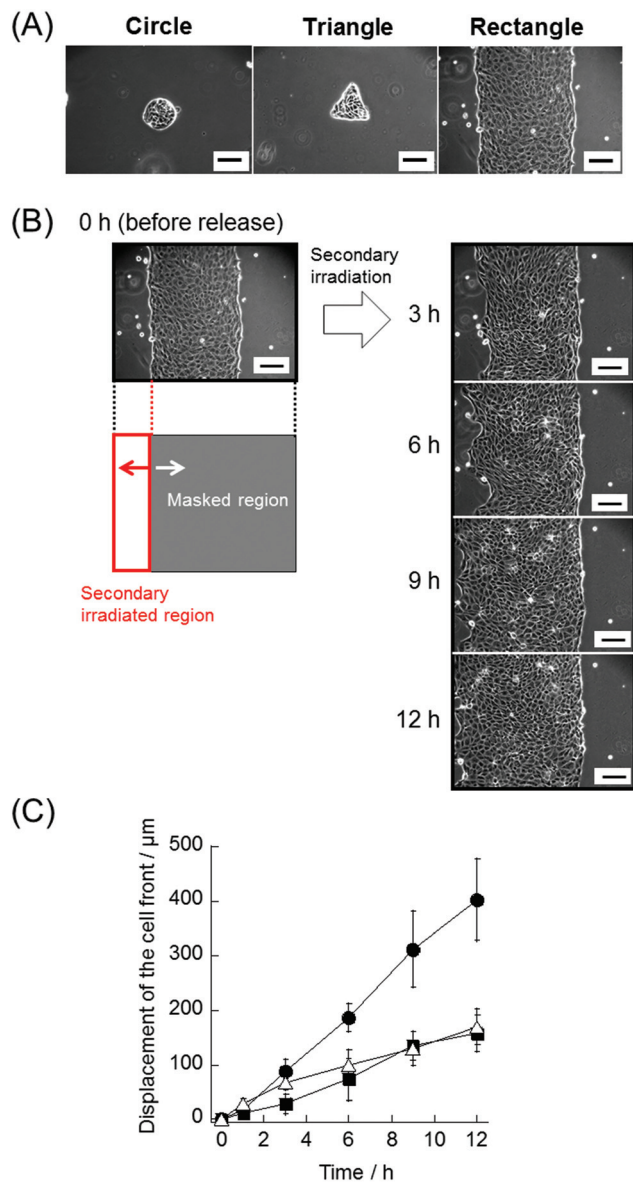 (A)
Circle Triangle Rectangle
(B) 0 h (before release)
Secondary
irradiation
3 h
6 h
9 h
12 h
Masked region
Secondary
irradiated region
(C)
Displacement of the cell front / µm
500
400
300
200
100
0
0 2 4 6 8 10 12
Time / h